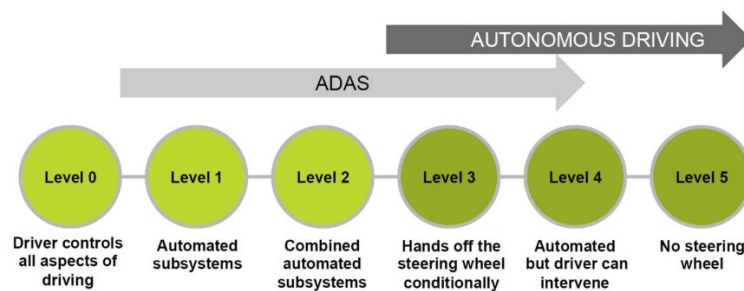 AUTONOMOUS DRIVING
ADAS
Level 0
Level 1
Level 2
Level 3
Level 4
Level 5
Driver controls
all aspects of
driving
Automated
subsystems
Combined
automated
subsystems
Hands off the
steering wheel
conditionally
Automated
but driver can
intervene
No steering
wheel